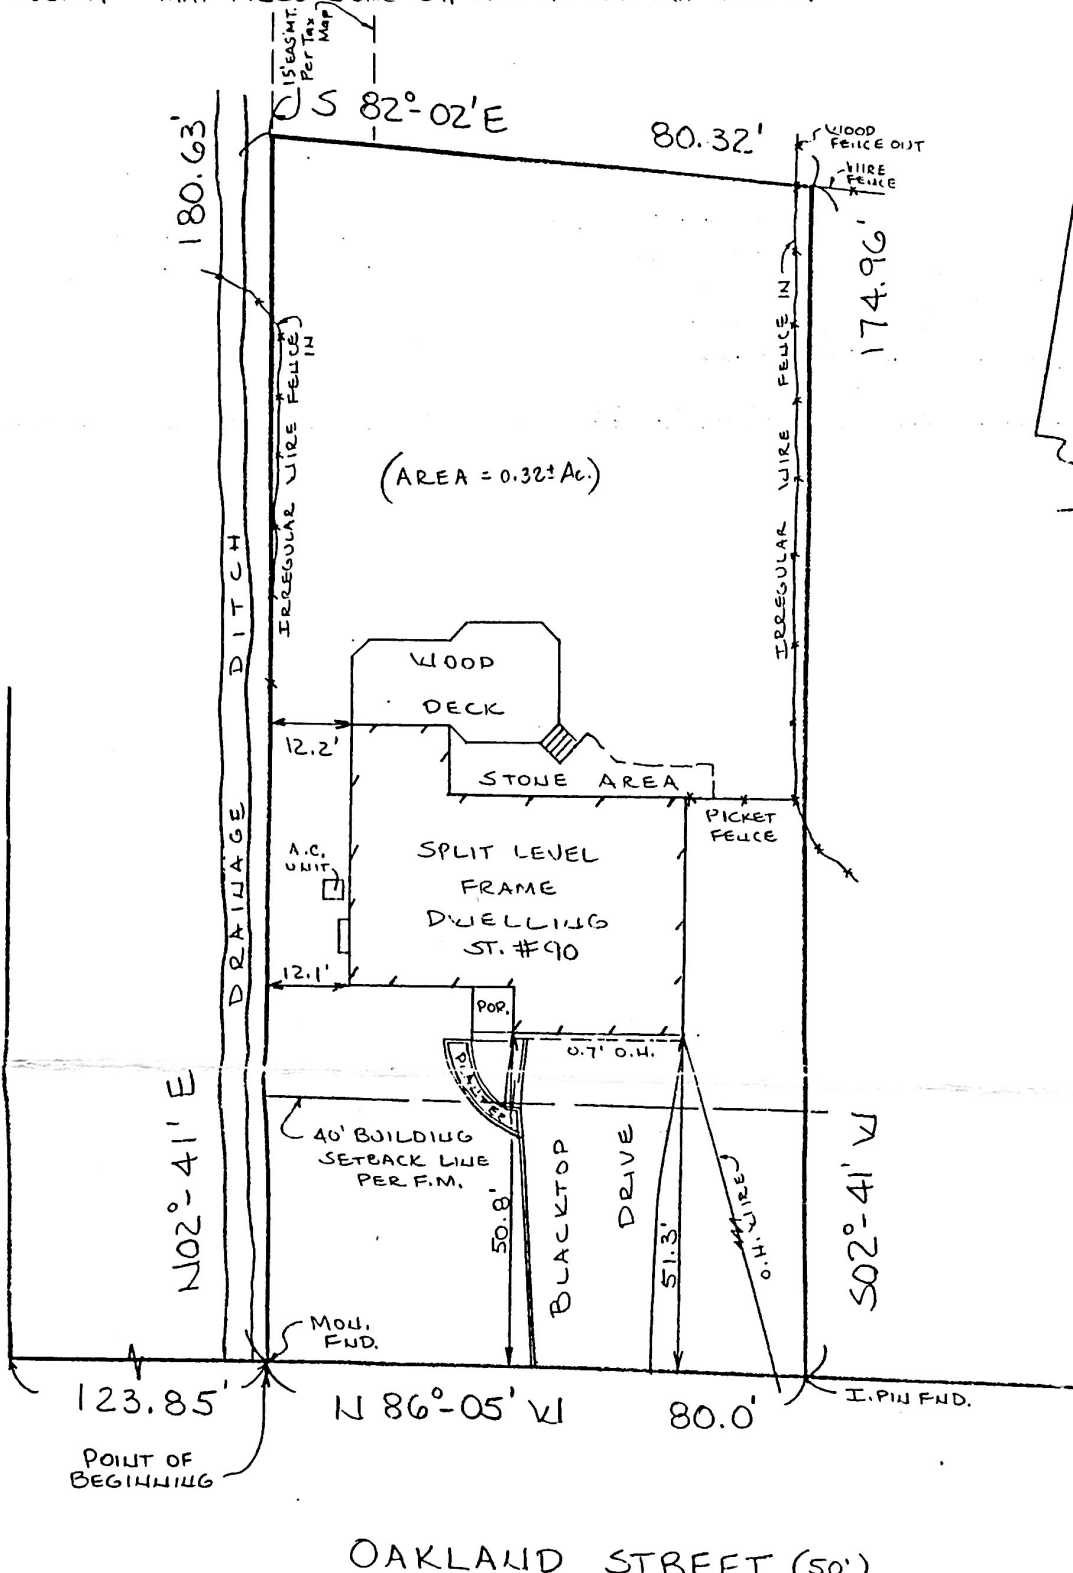 15' EAS'MT.
Per Tax
Map
S 82°-02' E
80.32'
WOOD
FENCE OUT
WIRE
FENCE
180.63'
174.96'
IRREGULAR WIRE FENCE
IN
IRREGULAR WIRE FENCE IN
(AREA = 0.32± Ac.)
DRAINAGE DITCH
WOOD
DECK
12.2'
STONE AREA
PICKET
FENCE
A.C.
UNIT
SPLIT LEVEL
FRAME
DWELLING
ST. #90
12.1'
POR.
0.7' O.H.
PLANTER
40' BUILDING
SETBACK LINE
PER F.M.
N02°-41' E
S02°-41' W
50.8'
BLACKTOP
DRIVE
51.3'
O.H. WIRE
MON.
FND.
123.85'
N 86°-05' W
80.0'
I. PIN FND.
POINT OF
BEGINNING
OAKLAND STREET (50')